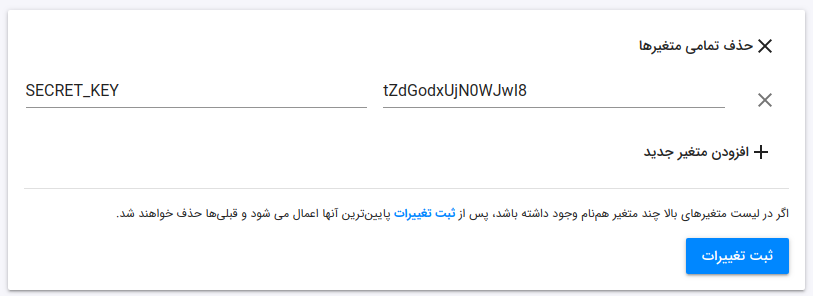 حذف تمامی متغیرها
SECRET_KEY tZdGodxUjN0WJwI8
افزودن متغیر جدید
اگر در لیست متغیرهای بالا چند متغیر هم‌نام وجود داشته باشد، پس از ثبت تغییرات پایین‌ترین آنها اعمال می شود و قبلی‌ها حذف خواهند شد.
ثبت تغییرات